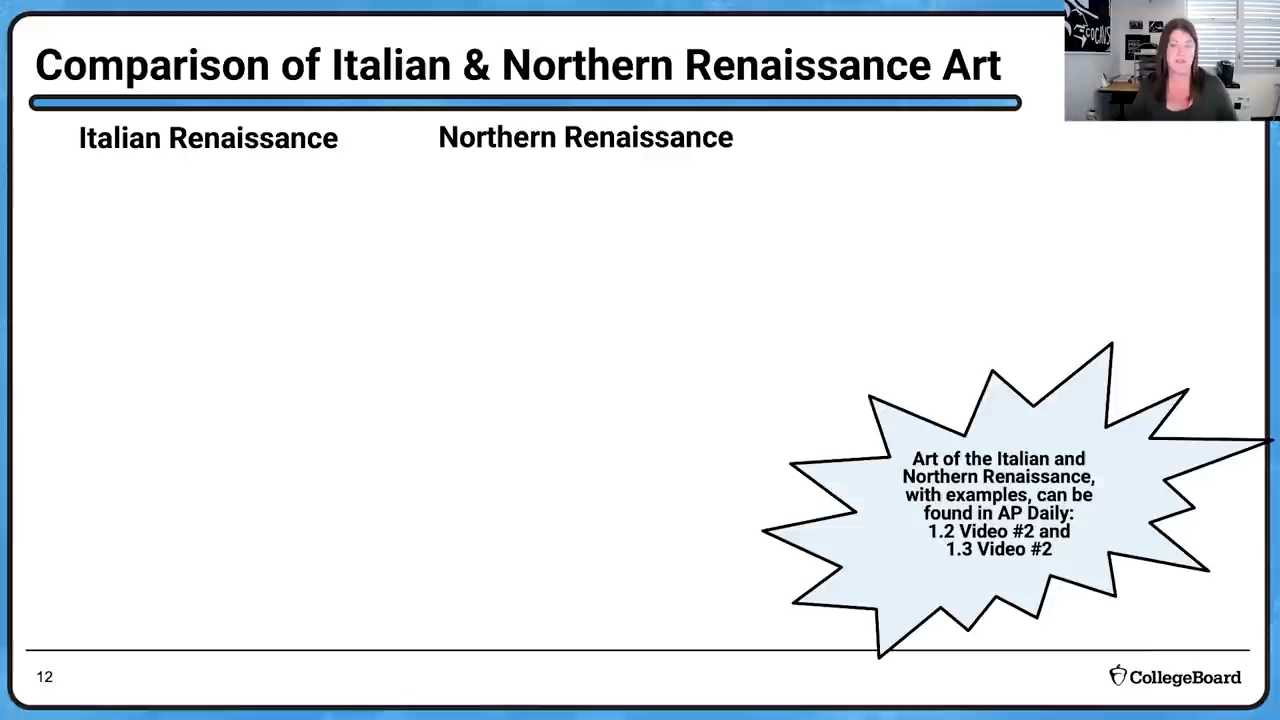 Comparison of Italian & Northern Renaissance Art
Italian Renaissance
Northern Renaissance
Art of the Italian and
Northern Renaissance,
with examples, can be
found in AP Daily:
1.2 Video #2 and
1.3 Video #2
12
CollegeBoard